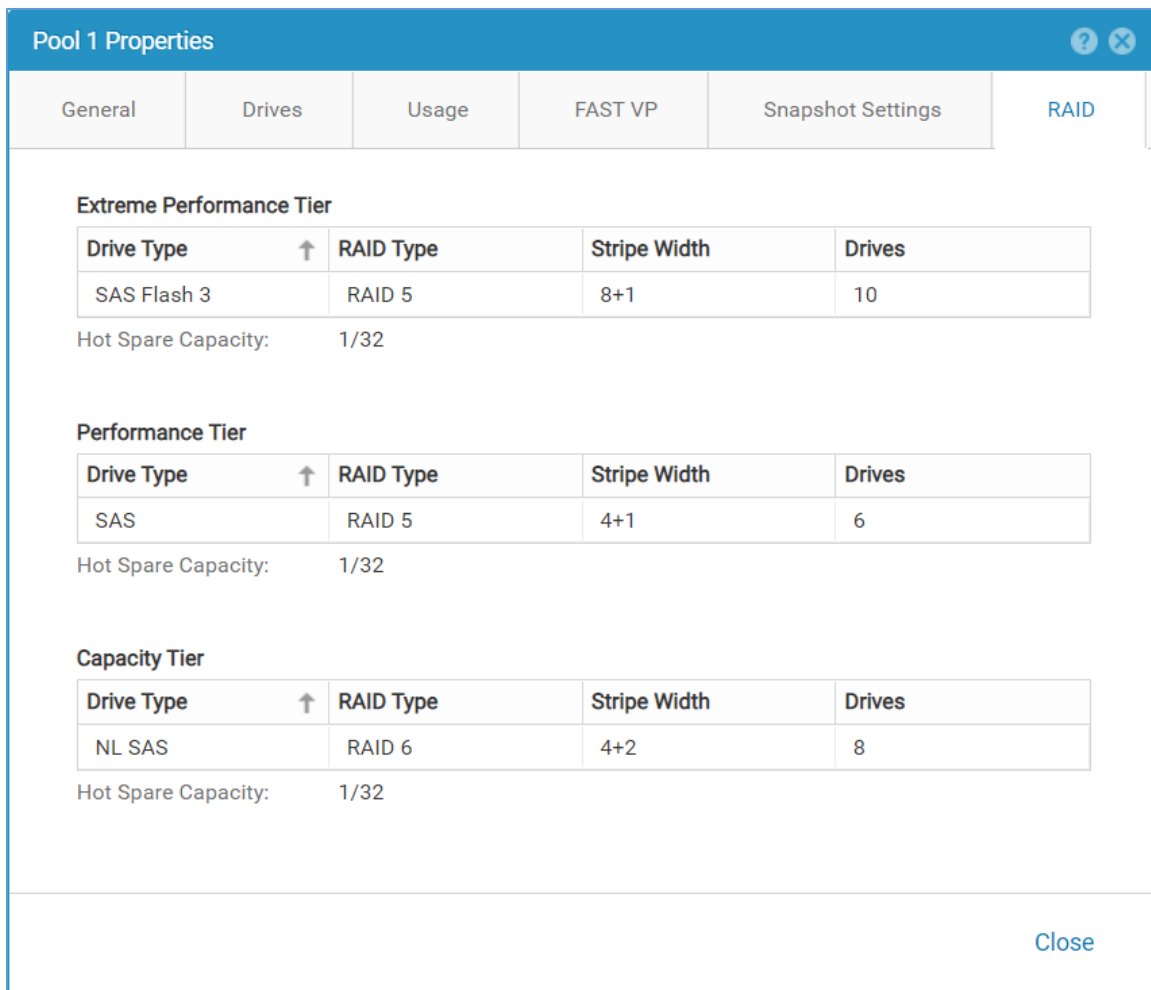 Pool 1 Properties
General Drives Usage FAST VP Snapshot Settings RAID
Extreme Performance Tier
Drive Type RAID Type Stripe Width Drives
SAS Flash 3 RAID 5 8+1 10
Hot Spare Capacity: 1/32
Performance Tier
Drive Type RAID Type Stripe Width Drives
SAS RAID 5 4+1 6
Hot Spare Capacity: 1/32
Capacity Tier
Drive Type RAID Type Stripe Width Drives
NL SAS RAID 6 4+2 8
Hot Spare Capacity: 1/32
Close